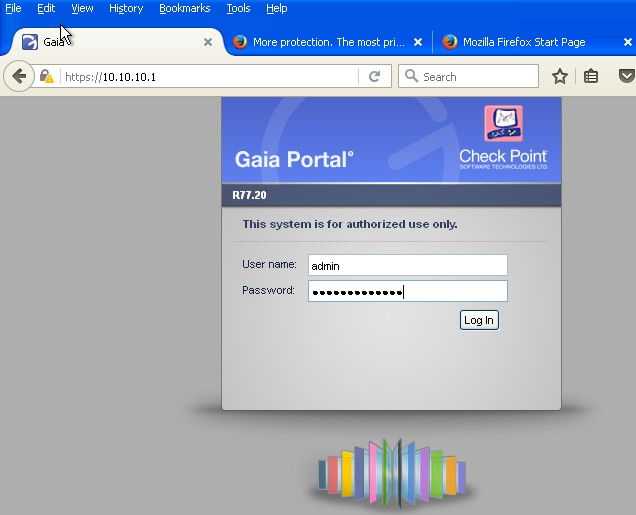 File Edit View History Bookmarks Tools Help
Gaia More protection. The most pri... Mozilla Firefox Start Page
https://10.10.10.1 Search
Gaia Portal Check Point
SOFTWARE TECHNOLOGIES LTD.
R77.20
This system is for authorized use only.
User name: admin
Password: •••••••••••••
Log In